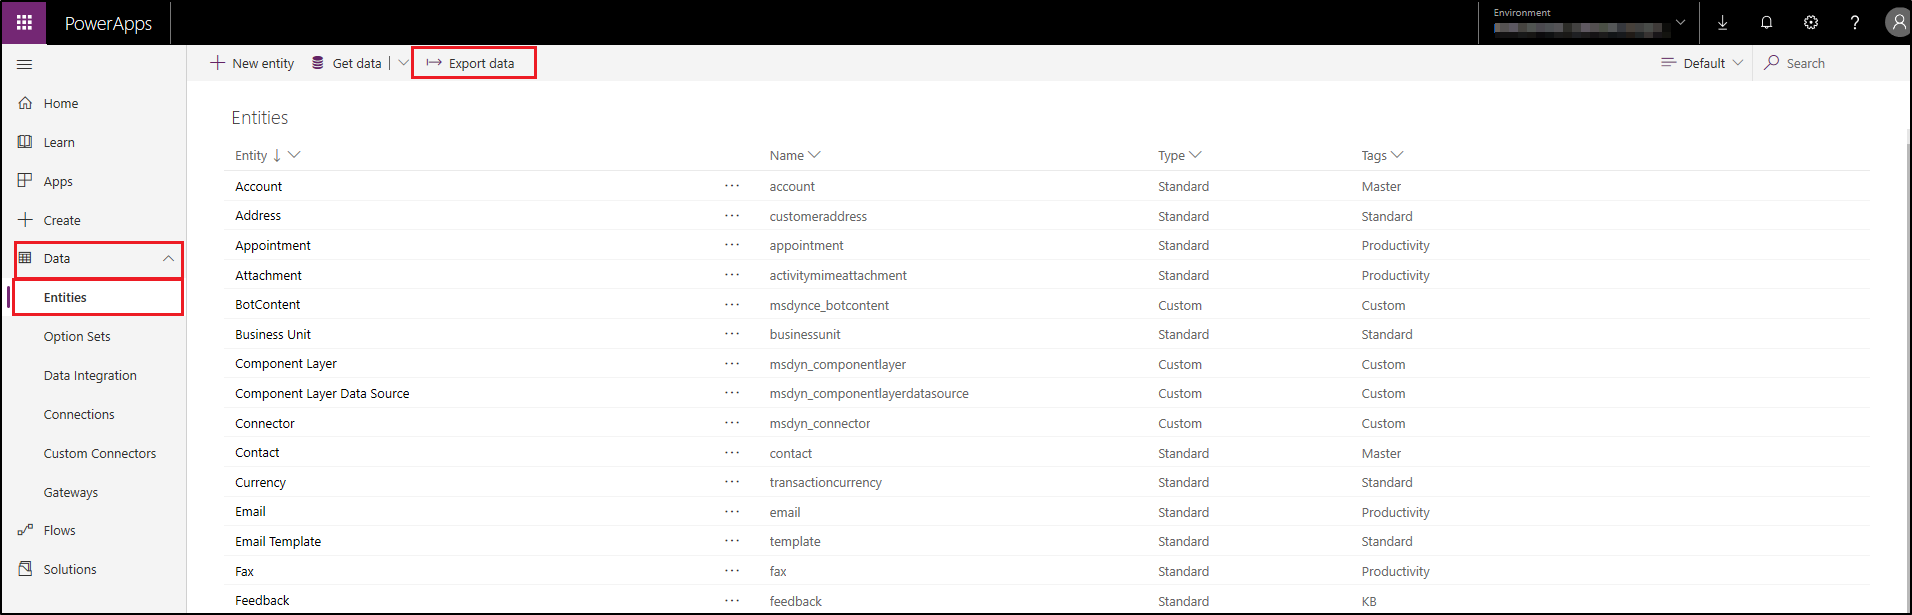 PowerApps
Environment
?
New entity
Get data
Export data
Default
Search
Home
Learn
Apps
Create
Data
Entities
Option Sets
Data Integration
Connections
Custom Connectors
Gateways
Flows
Solutions
Entities
Entity Name Type Tags
Account ... account Standard Master
Address ... customeraddress Standard Standard
Appointment ... appointment Standard Productivity
Attachment ... activitymimeattachment Standard Productivity
BotContent ... msdynce_botcontent Custom Custom
Business Unit ... businessunit Standard Standard
Component Layer ... msdyn_componentlayer Custom Custom
Component Layer Data Source ... msdyn_componentlayerdatasource Custom Custom
Connector ... msdyn_connector Custom Custom
Contact ... contact Standard Master
Currency ... transactioncurrency Standard Standard
Email ... email Standard Productivity
Email Template ... template Standard Standard
Fax ... fax Standard Productivity
Feedback ... feedback Standard KB